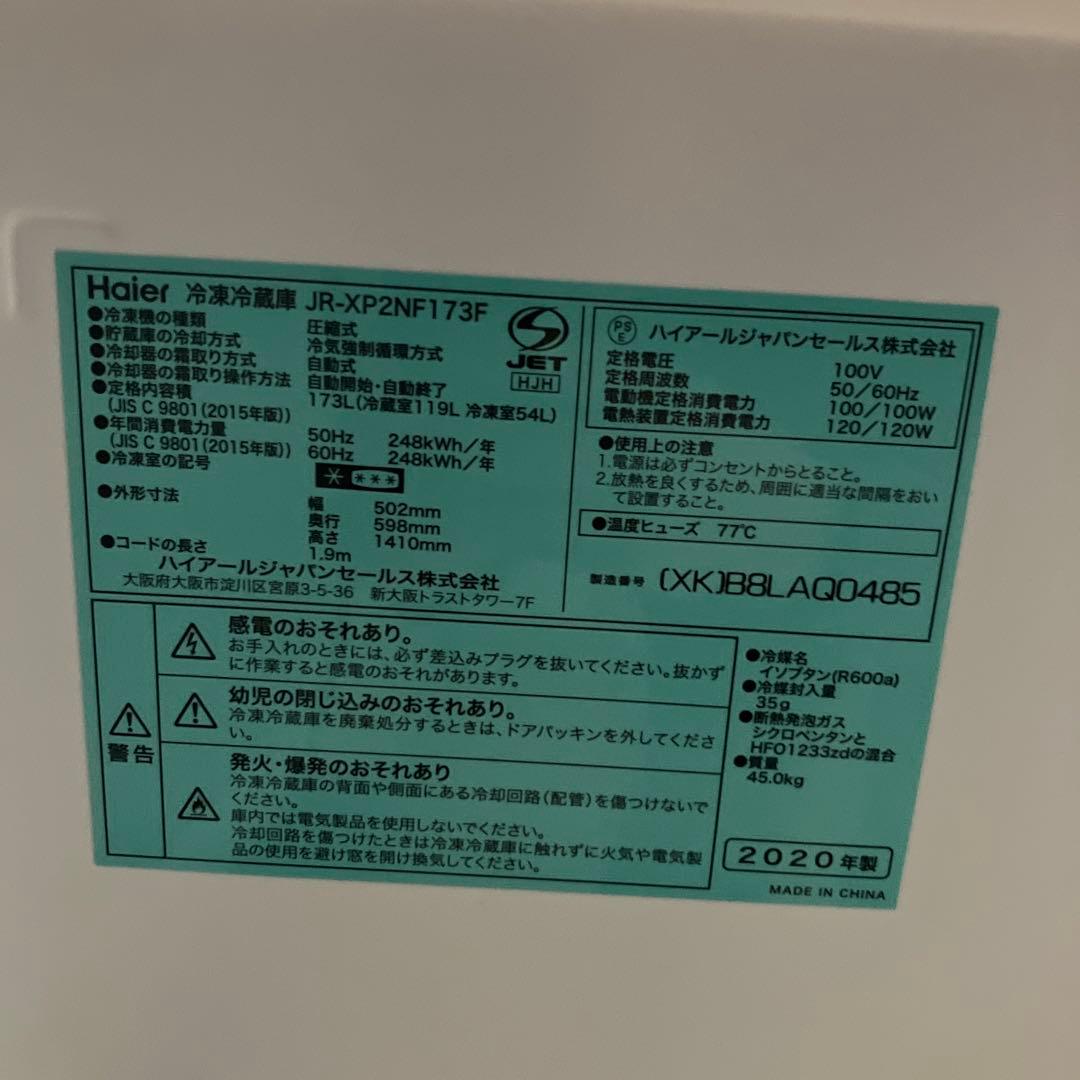 Haier 冷凍冷蔵庫 JR-XP2NF173F
●冷凍機の種類 圧縮式
●貯蔵庫の冷却方式 冷気強制循環方式
●冷却器の霜取り方式 自動式
●冷却器の霜取り操作方法 自動開始・自動終了
●定格内容積 173L(冷蔵室119L 冷凍室54L)
(JIS C 9801(2015年版))
●年間消費電力量 50Hz 248kWh/年
(JIS C 9801(2015年版)) 60Hz 248kWh/年
●冷凍室の記号 * ***
●外形寸法 幅 502mm
奥行 598mm
高さ 1410mm
●コードの長さ 1.9m
ハイアールジャパンセールス株式会社
大阪府大阪市淀川区宮原3-5-36 新大阪トラストタワー7F
JET
HJH
PS
E
ハイアールジャパンセールス株式会社
定格電圧 100V
定格周波数 50/60Hz
電動機定格消費電力 100/100W
電熱装置定格消費電力 120/120W
●使用上の注意
1.電源は必ずコンセントからとること。
2.放熱を良くするため、周囲に適当な間隔をおい
て設置すること。
●温度ヒューズ 77℃
製造番号 (XK)B8LAQ0485
警告
感電のおそれあり。
お手入れのときには、必ず差込みプラグを抜いてください。抜かず
に作業すると感電のおそれがあります。
幼児の閉じ込みのおそれあり。
冷凍冷蔵庫を廃棄処分するときは、ドアパッキンを外してくださ
い。
発火・爆発のおそれあり
冷凍冷蔵庫の背面や側面にある冷却回路(配管)を傷つけないで
ください。
庫内では電気製品を使用しないでください。
冷却回路を傷つけたときは冷凍冷蔵庫に触れずに火気や電気製
品の使用を避け窓を開け換気してください。
●冷媒名
イソブタン(R600a)
●冷媒封入量
35g
●断熱発泡ガス
シクロペンタンと
HFO1233zdの混合
●質量
45.0kg
2020年製
MADE IN CHINA